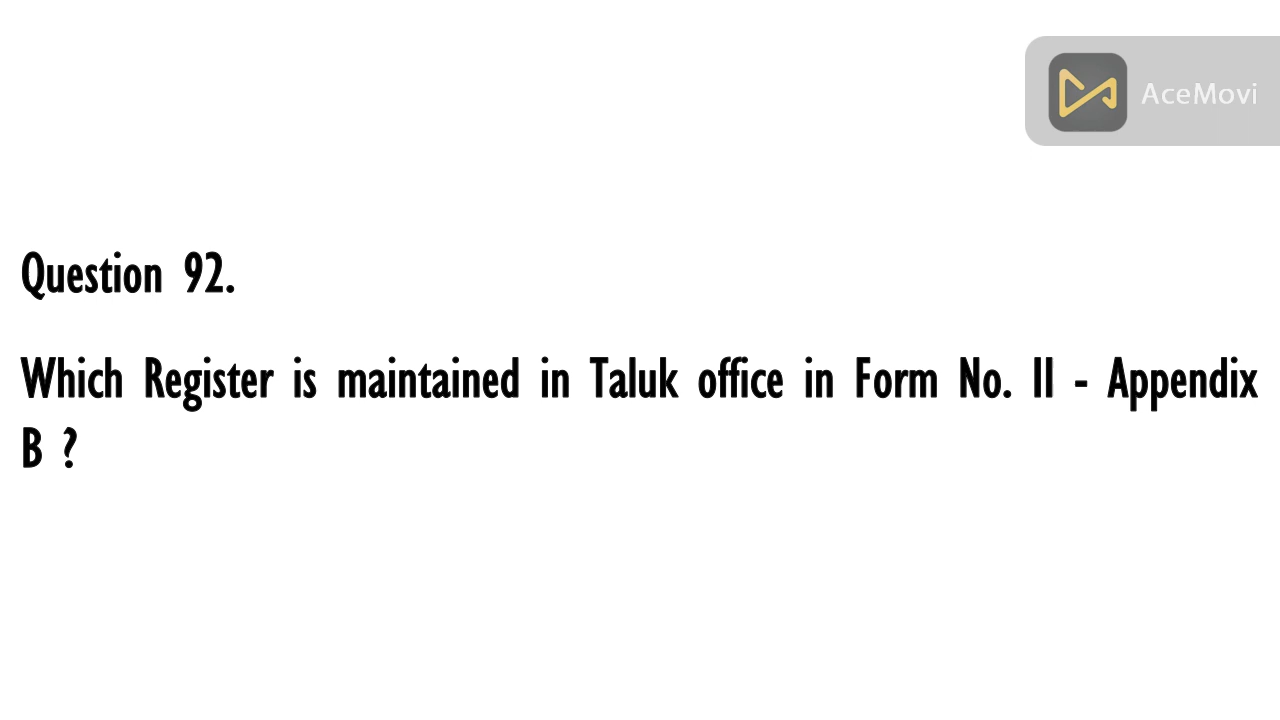 AceMovi
Question 92.
Which Register is maintained in Taluk office in Form No. II - Appendix
B ?